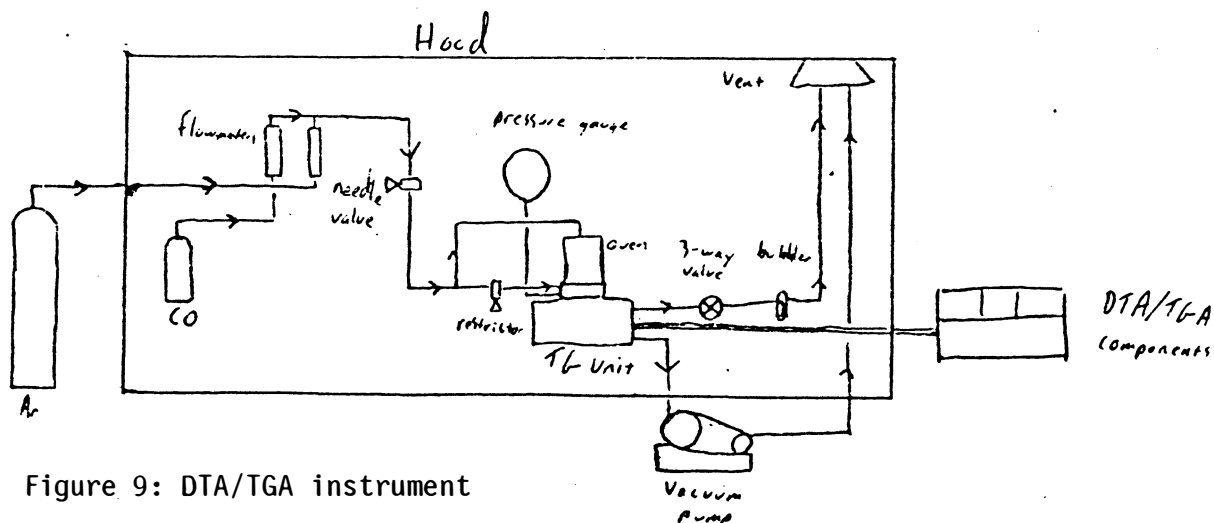 Hood
Vent
flowmeters
pressure gauge
needle
valve
oven
3-way
valve
bubbler
CO
restrictor
TG Unit
DTA/TGA
components
Ar
Vacuum
Pump
Figure 9: DTA/TGA instrument